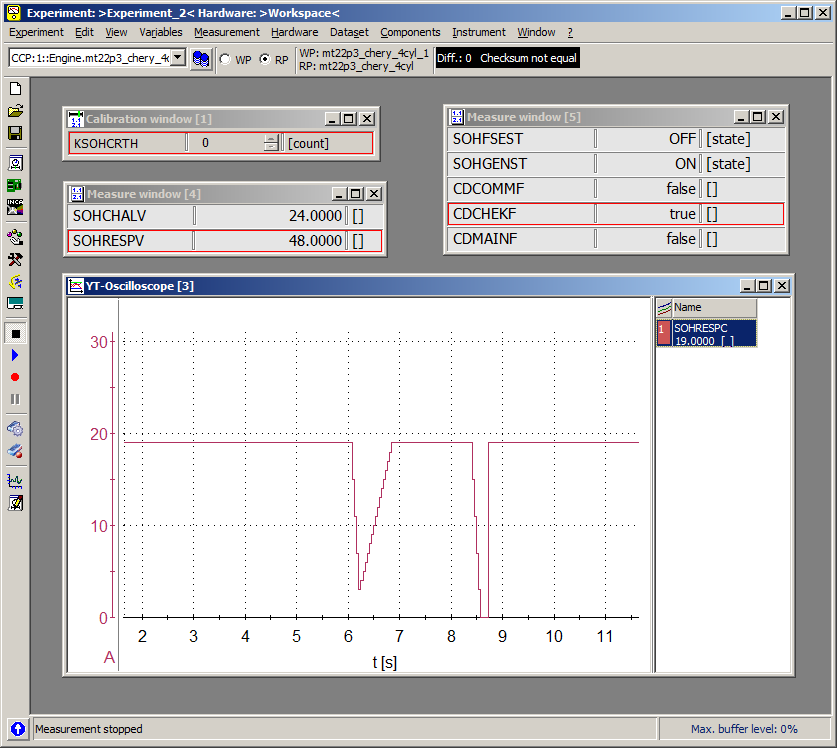 Experiment: >Experiment_2< Hardware: >Workspace<
Experiment Edit View Variables Measurement Hardware Dataset Components Instrument Window ?
CCP:1::Engine.mt22p3_chery_4c WP RP WP: mt22p3_chery_4cyl_1 Diff.: 0 Checksum not equal
RP: mt22p3_chery_4cyl
Calibration window [1]
KSOHCRTH 0 [count]
Measure window [4]
SOHCHALV 24.0000 []
SOHRESPV 48.0000 []
Measure window [5]
SOHFSEST OFF [state]
SOHGENST ON [state]
CDCOMMF false []
CDCHEKF true []
CDMAINF false []
INCA
YT-Oscilloscope [3]
Name
1 SOHRESPC
19.0000 [ ]
30
20
10
0
2 3 4 5 6 7 8 9 10 11
A
t [s]
Measurement stopped
Max. buffer level: 0%